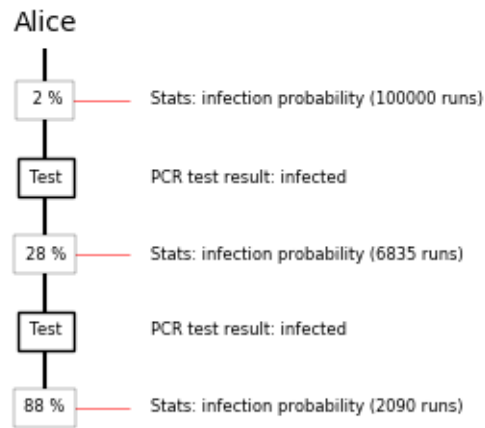 Alice
2 % Stats: infection probability (100000 runs)
Test PCR test result: infected
28 % Stats: infection probability (6835 runs)
Test PCR test result: infected
88 % Stats: infection probability (2090 runs)